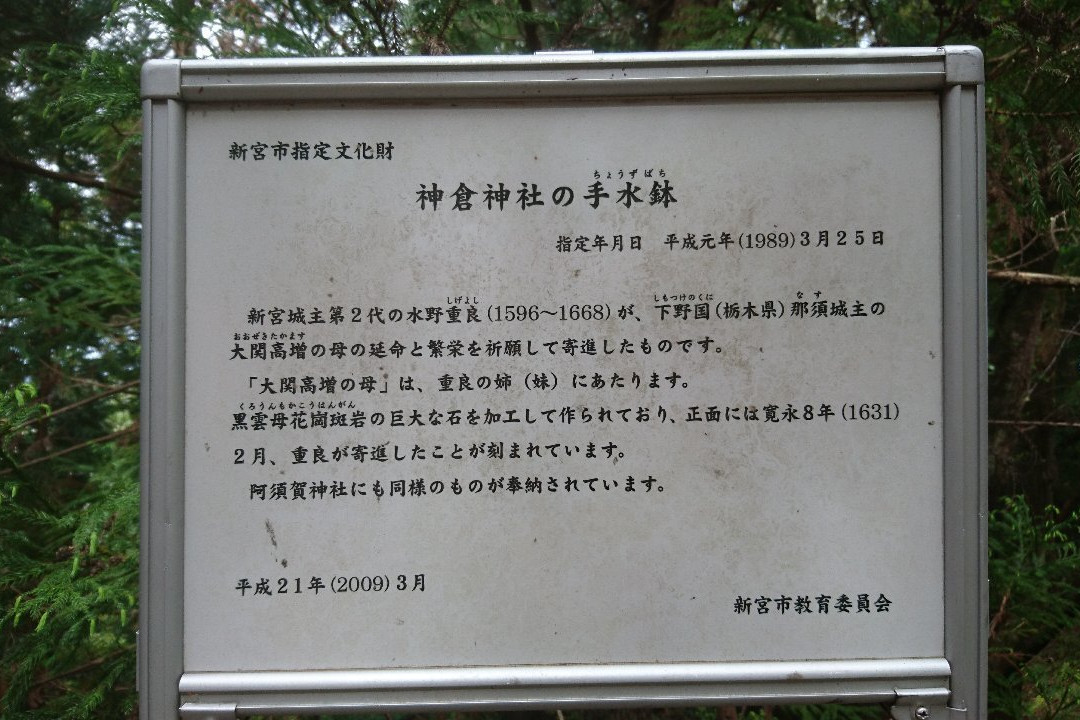 新宮市指定文化財
ちょうずばち
神倉神社の手水鉢
指定年月日 平成元年(1989)3月25日
しげよし しもつけのくに なす
新宮城主第2代の水野重良(1596～1668)が、下野国(栃木県)那須城主の
おおぜきたかます
大関高増の母の延命と繁栄を祈願して寄進したものです。
「大関高増の母」は、重良の姉(妹)にあたります。
くろうんもかこうはんがん
黒雲母花崗斑岩の巨大な石を加工して作られており、正面には寛永8年(1631)
2月、重良が寄進したことが刻まれています。
阿須賀神社にも同様のものが奉納されています。
平成21年(2009)3月
新宮市教育委員会